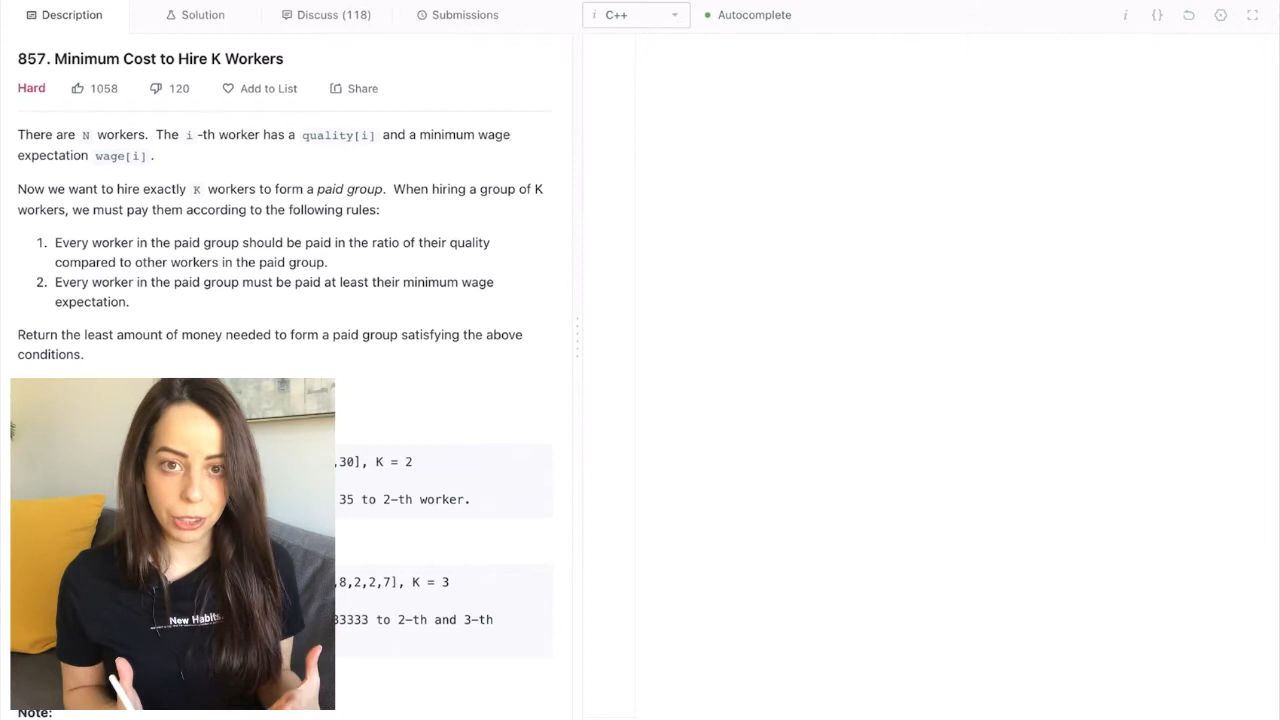 Description Solution Discuss (118) Submissions i C++ Autocomplete i {}
857. Minimum Cost to Hire K Workers
Hard 1058 120 Add to List Share
There are N workers. The i -th worker has a quality[i] and a minimum wage
expectation wage[i] .
Now we want to hire exactly K workers to form a paid group. When hiring a group of K
workers, we must pay them according to the following rules:
1. Every worker in the paid group should be paid in the ratio of their quality
compared to other workers in the paid group.
2. Every worker in the paid group must be paid at least their minimum wage
expectation.
Return the least amount of money needed to form a paid group satisfying the above
conditions.
,30], K = 2
35 to 2-th worker.
,8,2,2,7], K = 3
33333 to 2-th and 3-th
New Habits
Note: